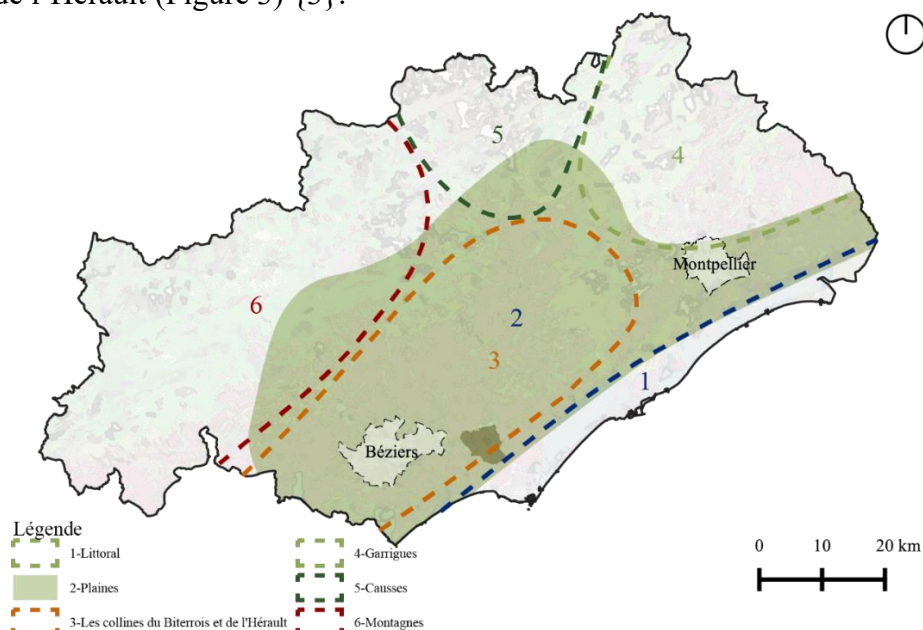 de l'Hérault (Figure 3) {3}.
5
4
Montpellier
6
2
3
1
Béziers
Légende
1-Littoral
4-Garrigues
0 10 20 km
2-Plaines
5-Causses
3-Les collines du Biterrois et de l'Hérault
6-Montagnes